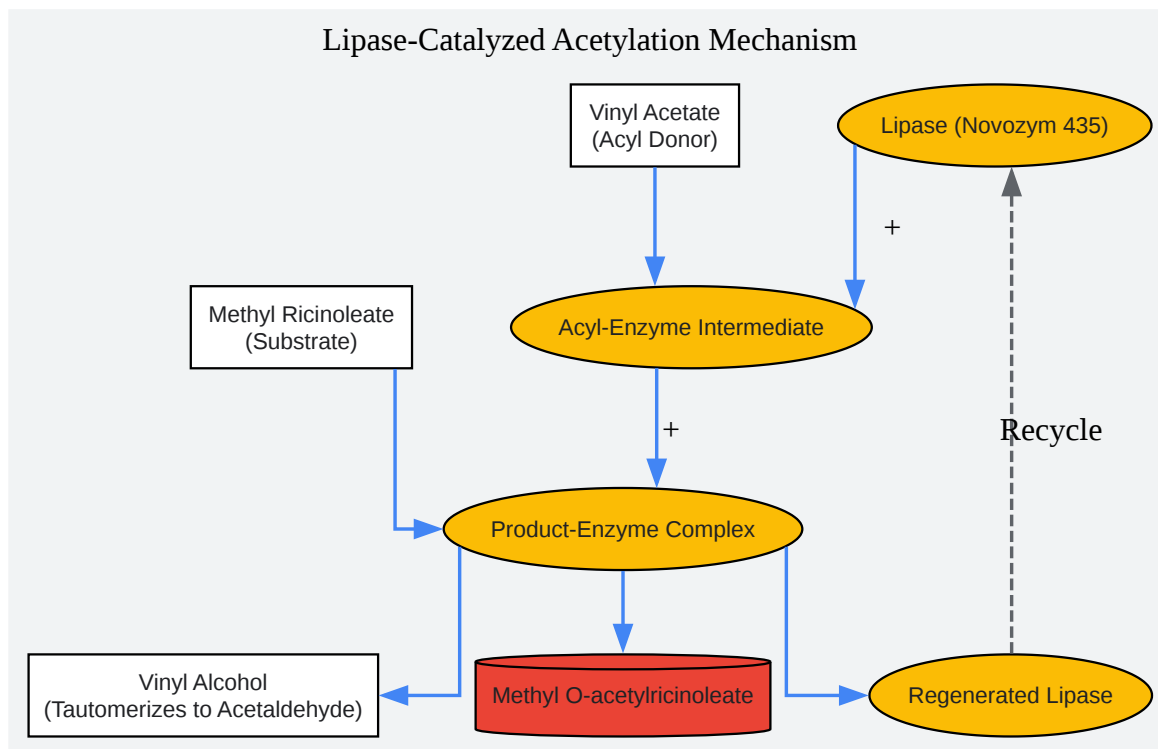 Lipase-Catalyzed Acetylation Mechanism
Vinyl Acetate
(Acyl Donor)
Lipase (Novozym 435)
+
Methyl Ricinoleate
(Substrate)
Acyl-Enzyme Intermediate
+
Recycle
Product-Enzyme Complex
Vinyl Alcohol
(Tautomerizes to Acetaldehyde)
Methyl O-acetylricinoleate
Regenerated Lipase